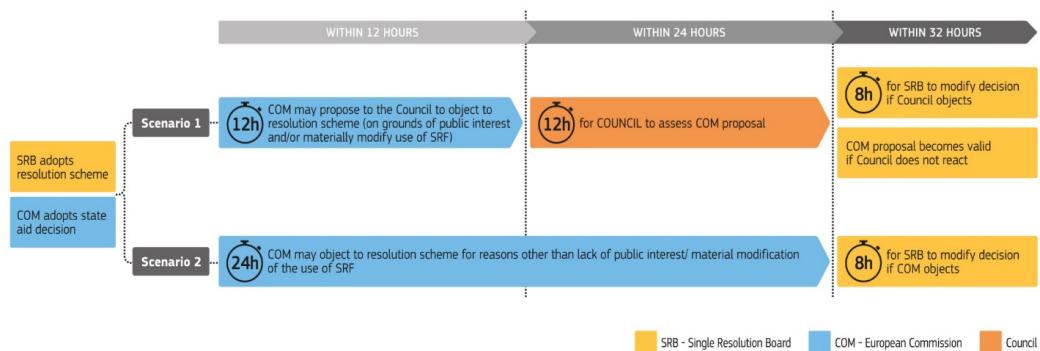 WITHIN 12 HOURS
WITHIN 24 HOURS
WITHIN 32 HOURS
SRB adopts
resolution scheme
COM adopts state
aid decision
Scenario 1
12h
COM may propose to the Council to object to
resolution scheme (on grounds of public interest
and/or materially modify use of SRF)
12h
for COUNCIL to assess COM proposal
8h
for SRB to modify decision
if Council objects
COM proposal becomes valid
if Council does not react
Scenario 2
24h
COM may object to resolution scheme for reasons other than lack of public interest/ material modification
of the use of SRF
8h
for SRB to modify decision
if COM objects
SRB - Single Resolution Board
COM - European Commission
Council